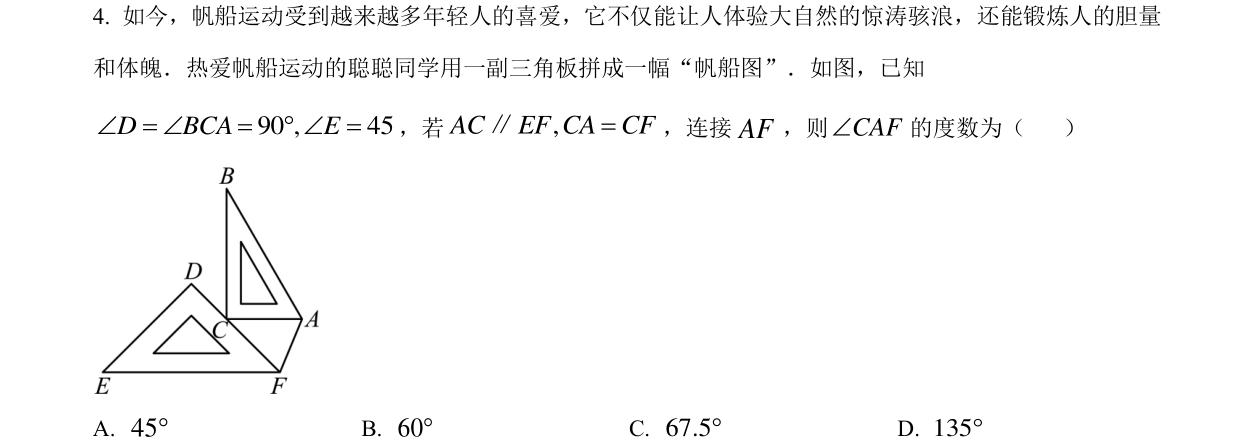 4. 如今，帆船运动受到越来越多年轻人的喜爱，它不仅能让人体验大自然的惊涛骇浪，还能锻炼人的胆量
和体魄．热爱帆船运动的聪聪同学用一副三角板拼成一幅“帆船图”．如图，已知
∠D=∠BCA=90°,∠E=45，若 AC∥EF,CA=CF，连接 AF，则∠CAF 的度数为（　　）
B
D
C
A
E
F
A. 45°
B. 60°
C. 67.5°
D. 135°